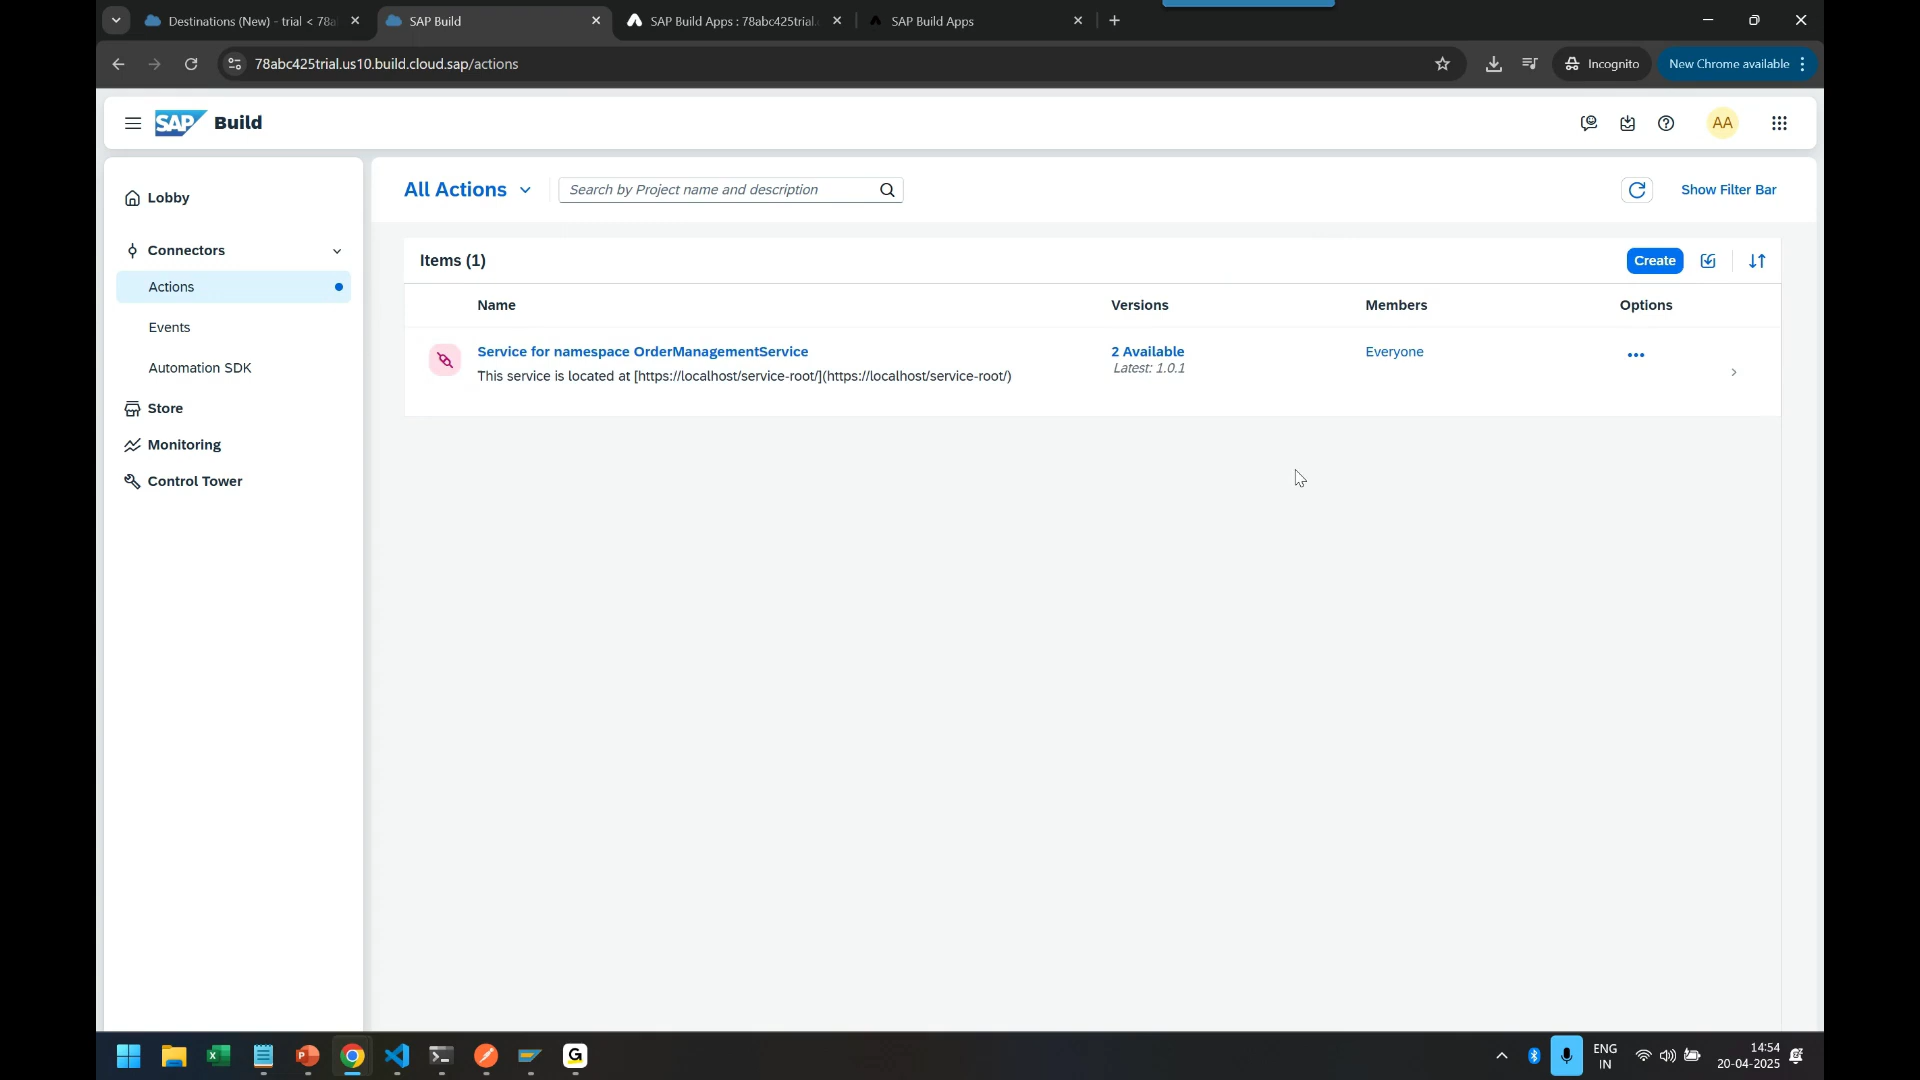 Destinations (New) - trial < 78a
SAP Build
SAP Build Apps : 78abc425trial.
SAP Build Apps
78abc425trial.us10.build.cloud.sap/actions
Incognito
New Chrome available
SAP Build
AA
Lobby
Connectors
Actions
Events
Automation SDK
Store
Monitoring
Control Tower
All Actions
Search by Project name and description
Show Filter Bar
Items (1)
Create
Name
Versions
Members
Options
Service for namespace OrderManagementService
2 Available
Everyone
Latest: 1.0.1
This service is located at [https://localhost/service-root/](https://localhost/service-root/)
ENG
IN
14:54
20-04-2025